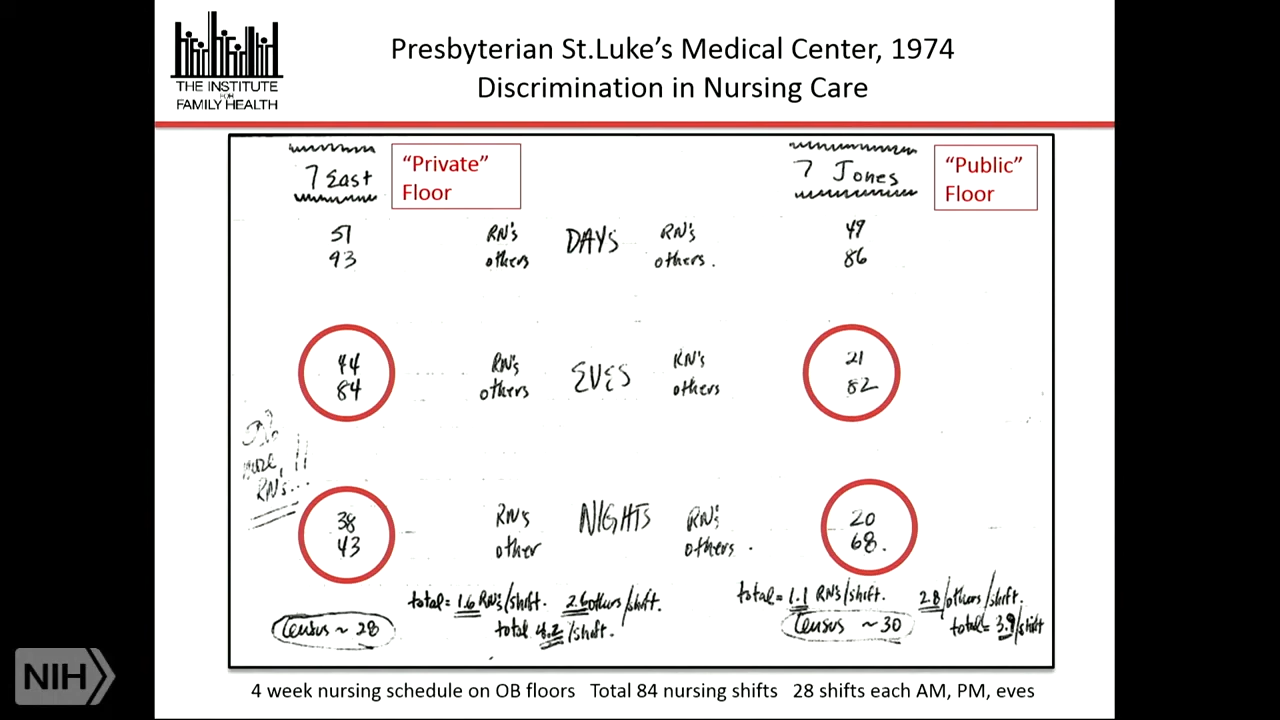 THE INSTITUTE
FOR
FAMILY HEALTH
Presbyterian St.Luke's Medical Center, 1974
Discrimination in Nursing Care
7 East
"Private"
Floor
7 Jones
"Public"
Floor
51 RN's DAYS RN's 49
93 others others. 86
44 RN's EVES RN's 21
84 others others 82
more, !!
RN's...
38 RNs NIGHTS RN's 20
43 other others. 68.
total = 1.6 RN's/shift. 2.6 others/shift.
total 4.2/shift.
Census ~ 28
total = 1.1 RN's/shift. 2.8/others/shift.
Census ~30 total = 3.9/shift
NIH
4 week nursing schedule on OB floors Total 84 nursing shifts 28 shifts each AM, PM, eves